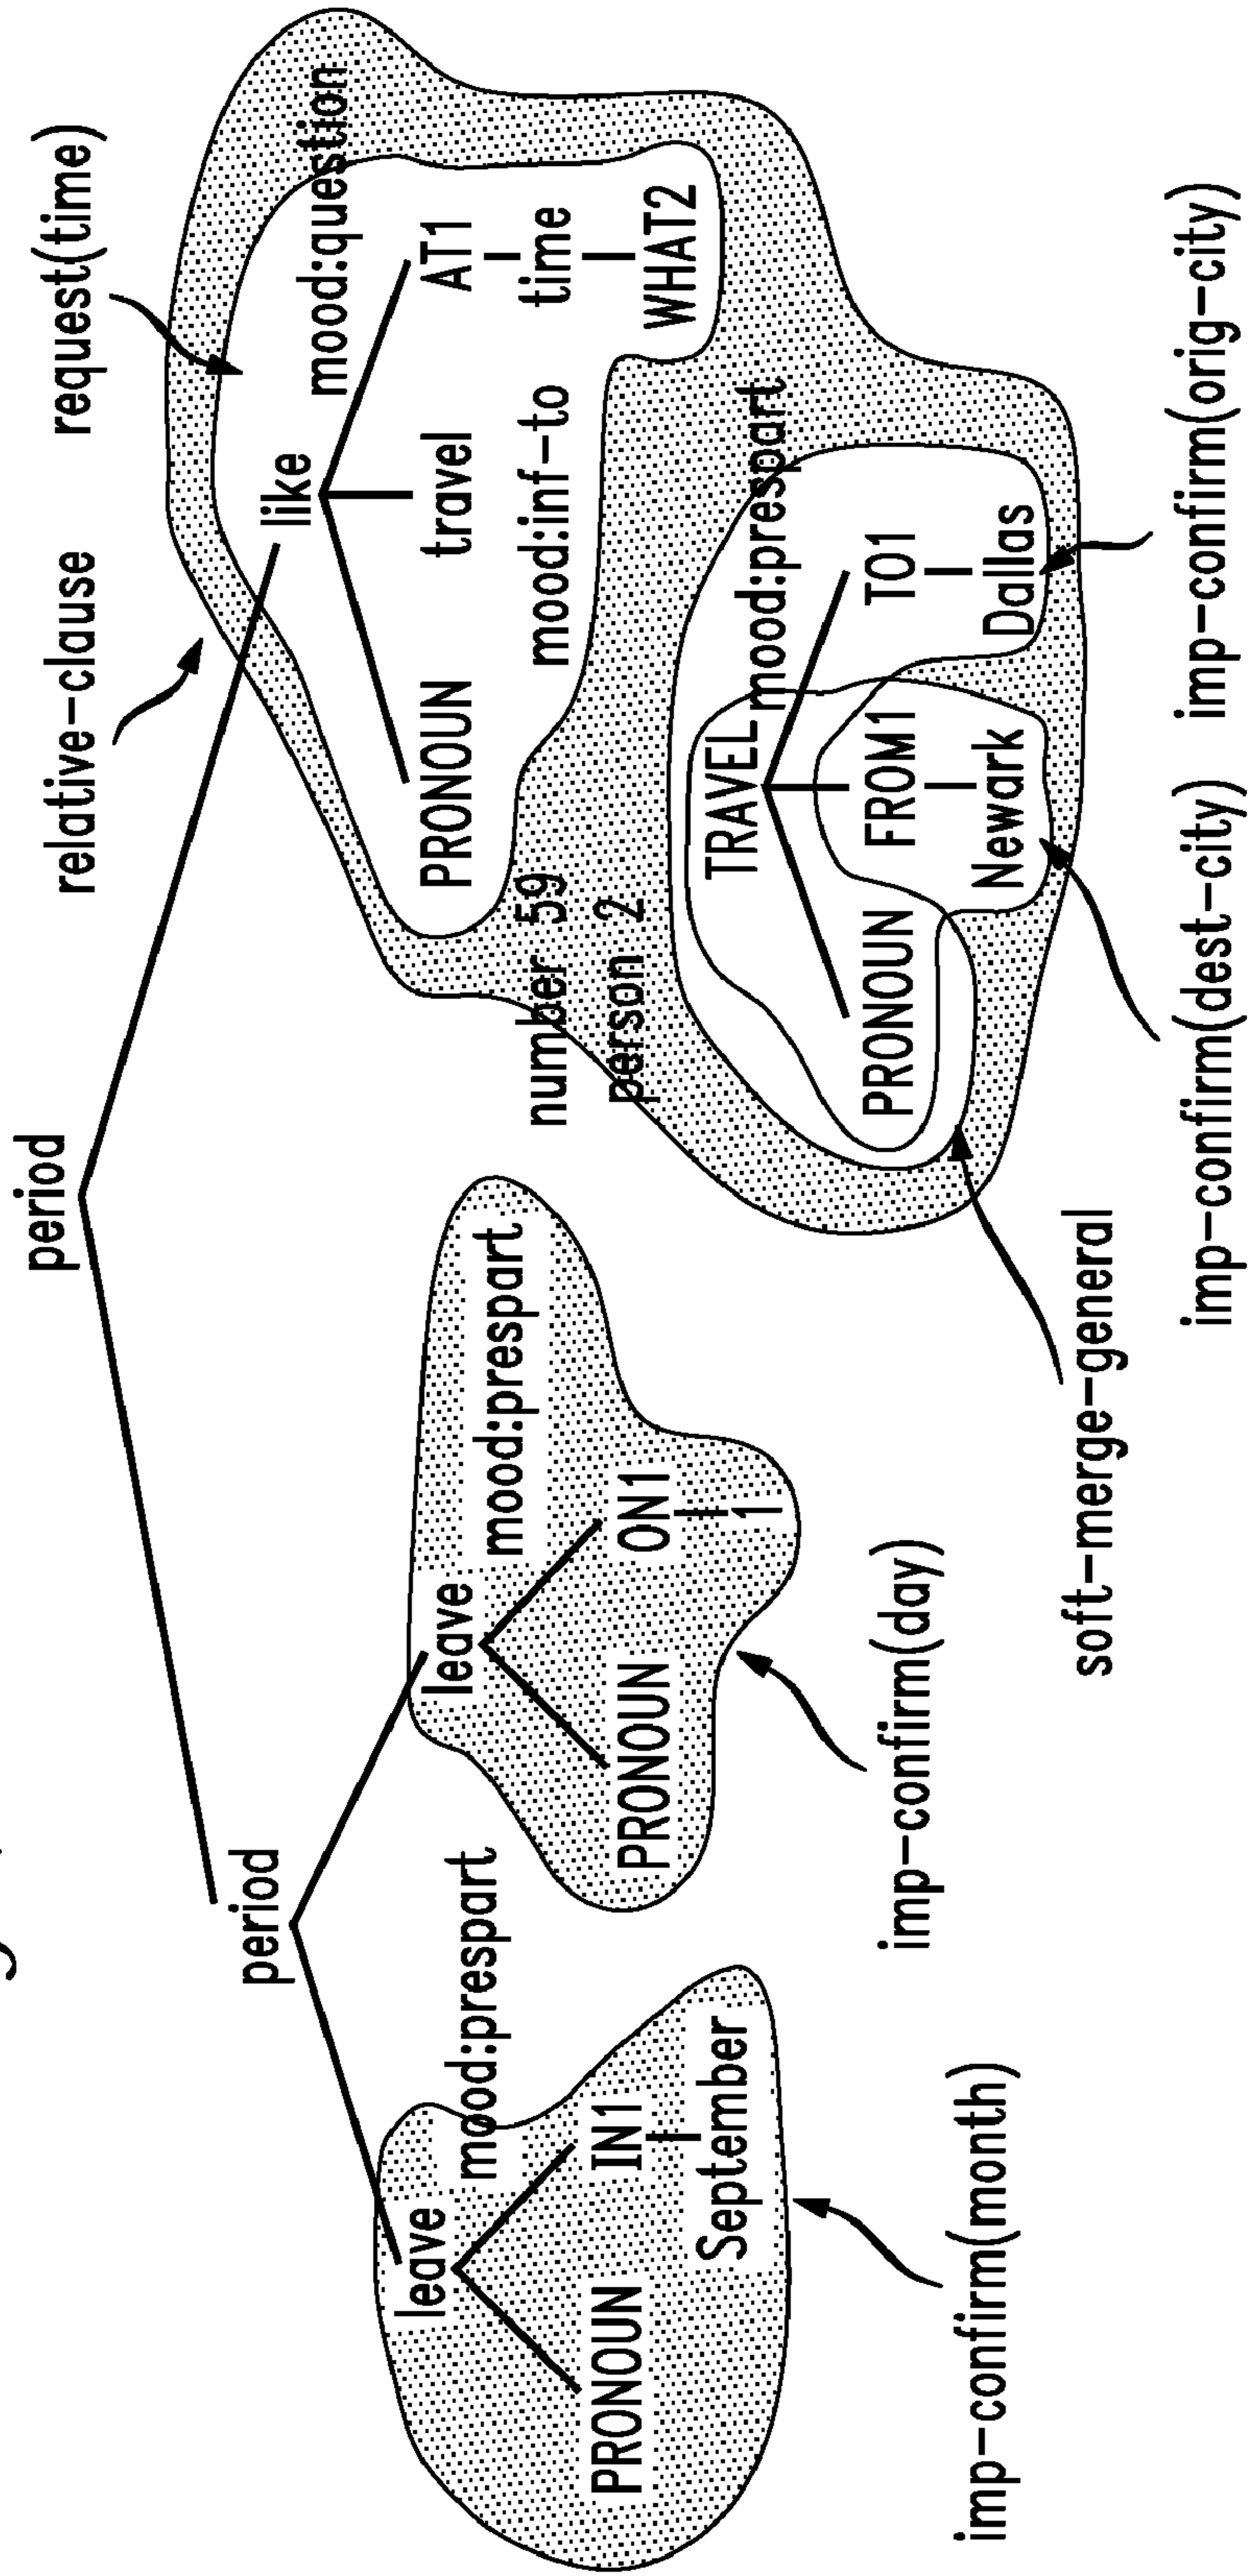 period
period
relative-clause
request(time)
like
mood:question
PRONOUN
travel
AT1
mood:inf-to
time
WHAT2
number 59
person 2
leave
mood:prespart
PRONOUN
IN1
September
imp-confirm(month)
leave
mood:prespart
PRONOUN
ON1
1
imp-confirm(day)
TRAVEL
mood:prespart
PRONOUN
FROM1
TO1
Newark
Dallas
soft-merge-general
imp-confirm(dest-city)
imp-confirm(orig-city)